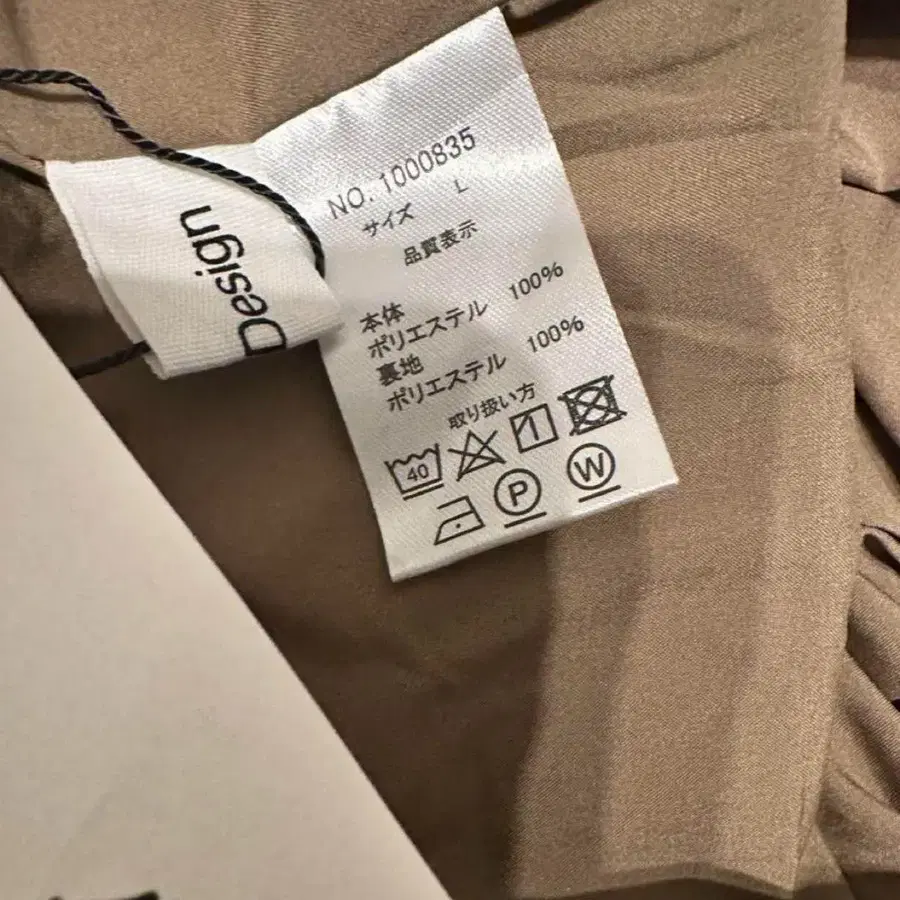 Design
NO. 1000835
サイズ L
品質表示
本体
ポリエステル 100%
裏地
ポリエステル 100%
取り扱い方
40
P W